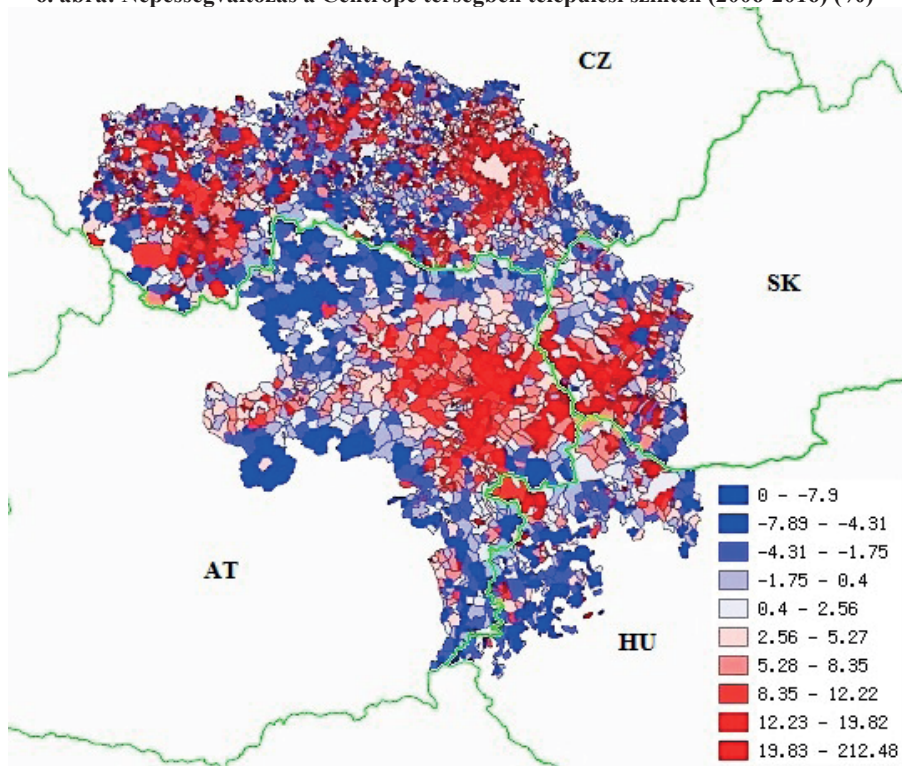 6. ábra: Népességváltozás a Centrope térségben települési szinten (2000-2010) (%)
CZ
SK
AT
HU
0 - -7.9
-7.89 - -4.31
-4.31 - -1.75
-1.75 - 0.4
0.4 - 2.56
2.56 - 5.27
5.28 - 8.35
8.35 - 12.22
12.23 - 19.82
19.83 - 212.48